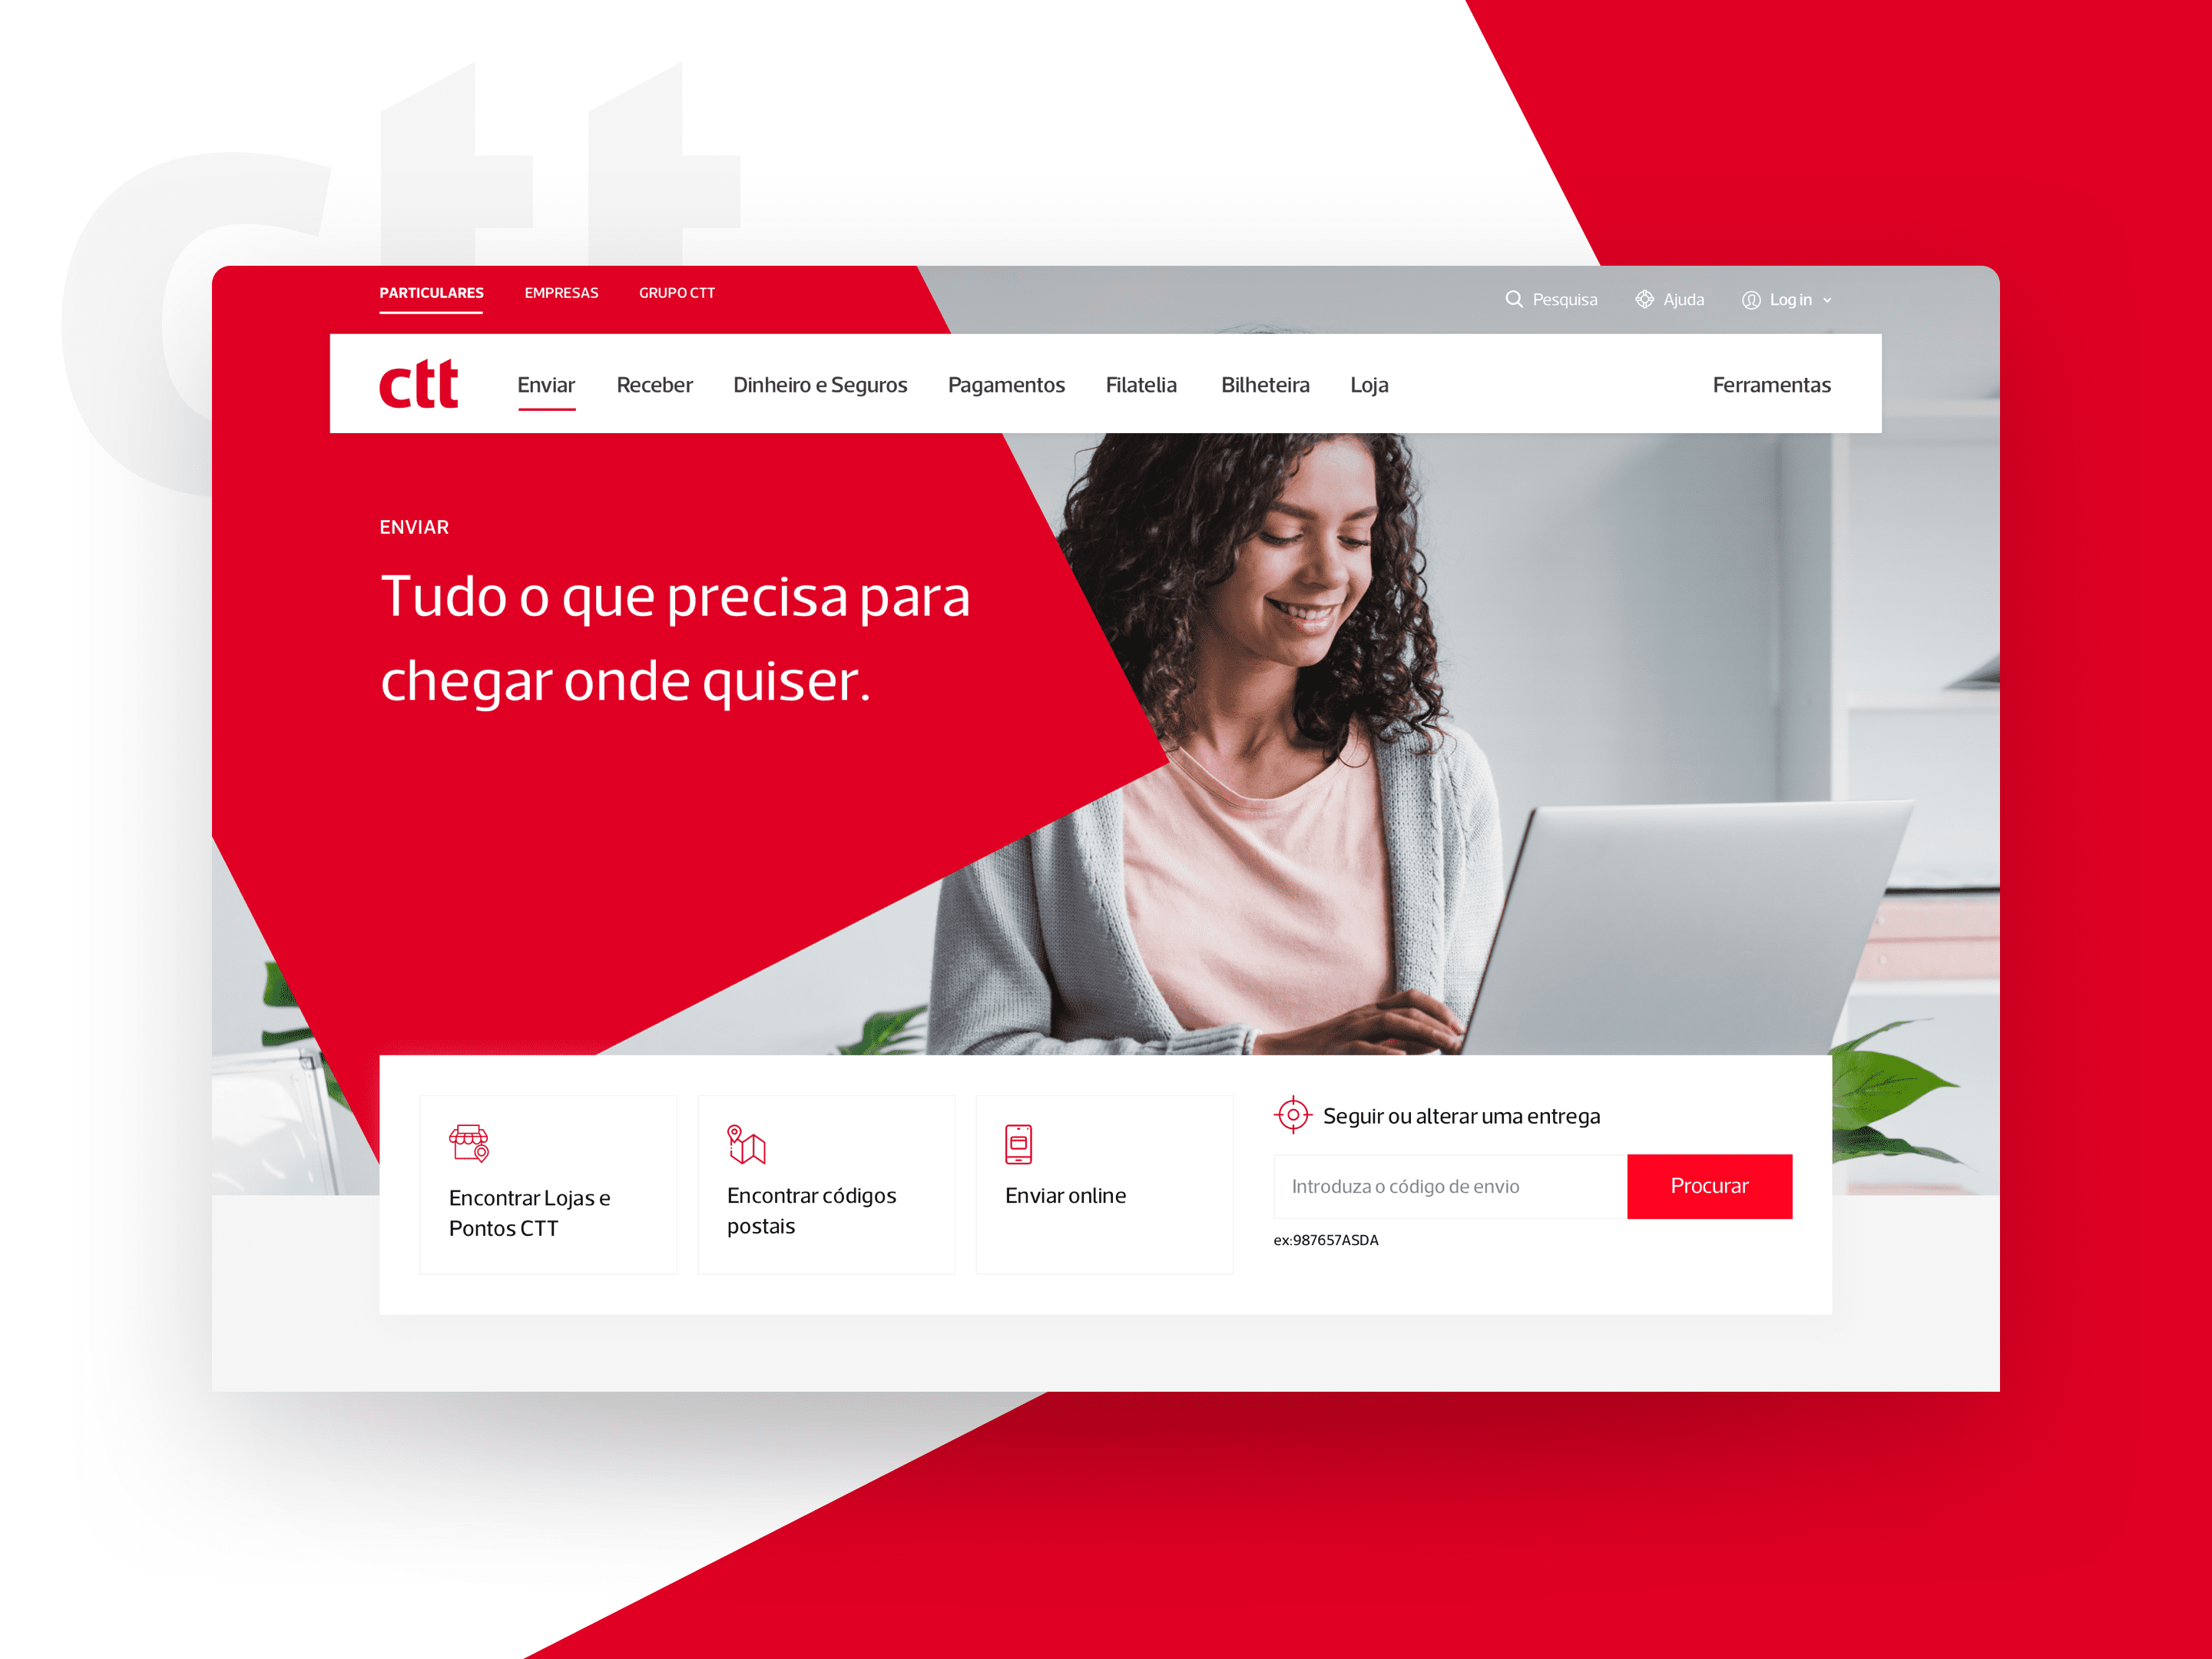 ctt
PARTICULARES EMPRESAS GRUPO CTT Pesquisa Ajuda Log in
ctt Enviar Receber Dinheiro e Seguros Pagamentos Filatelia Bilheteira Loja Ferramentas
ENVIAR
Tudo o que precisa para
chegar onde quiser.
Encontrar Lojas e
Pontos CTT
Encontrar códigos
postais
Enviar online
Seguir ou alterar uma entrega
Introduza o código de envio Procurar
ex:987657ASDA